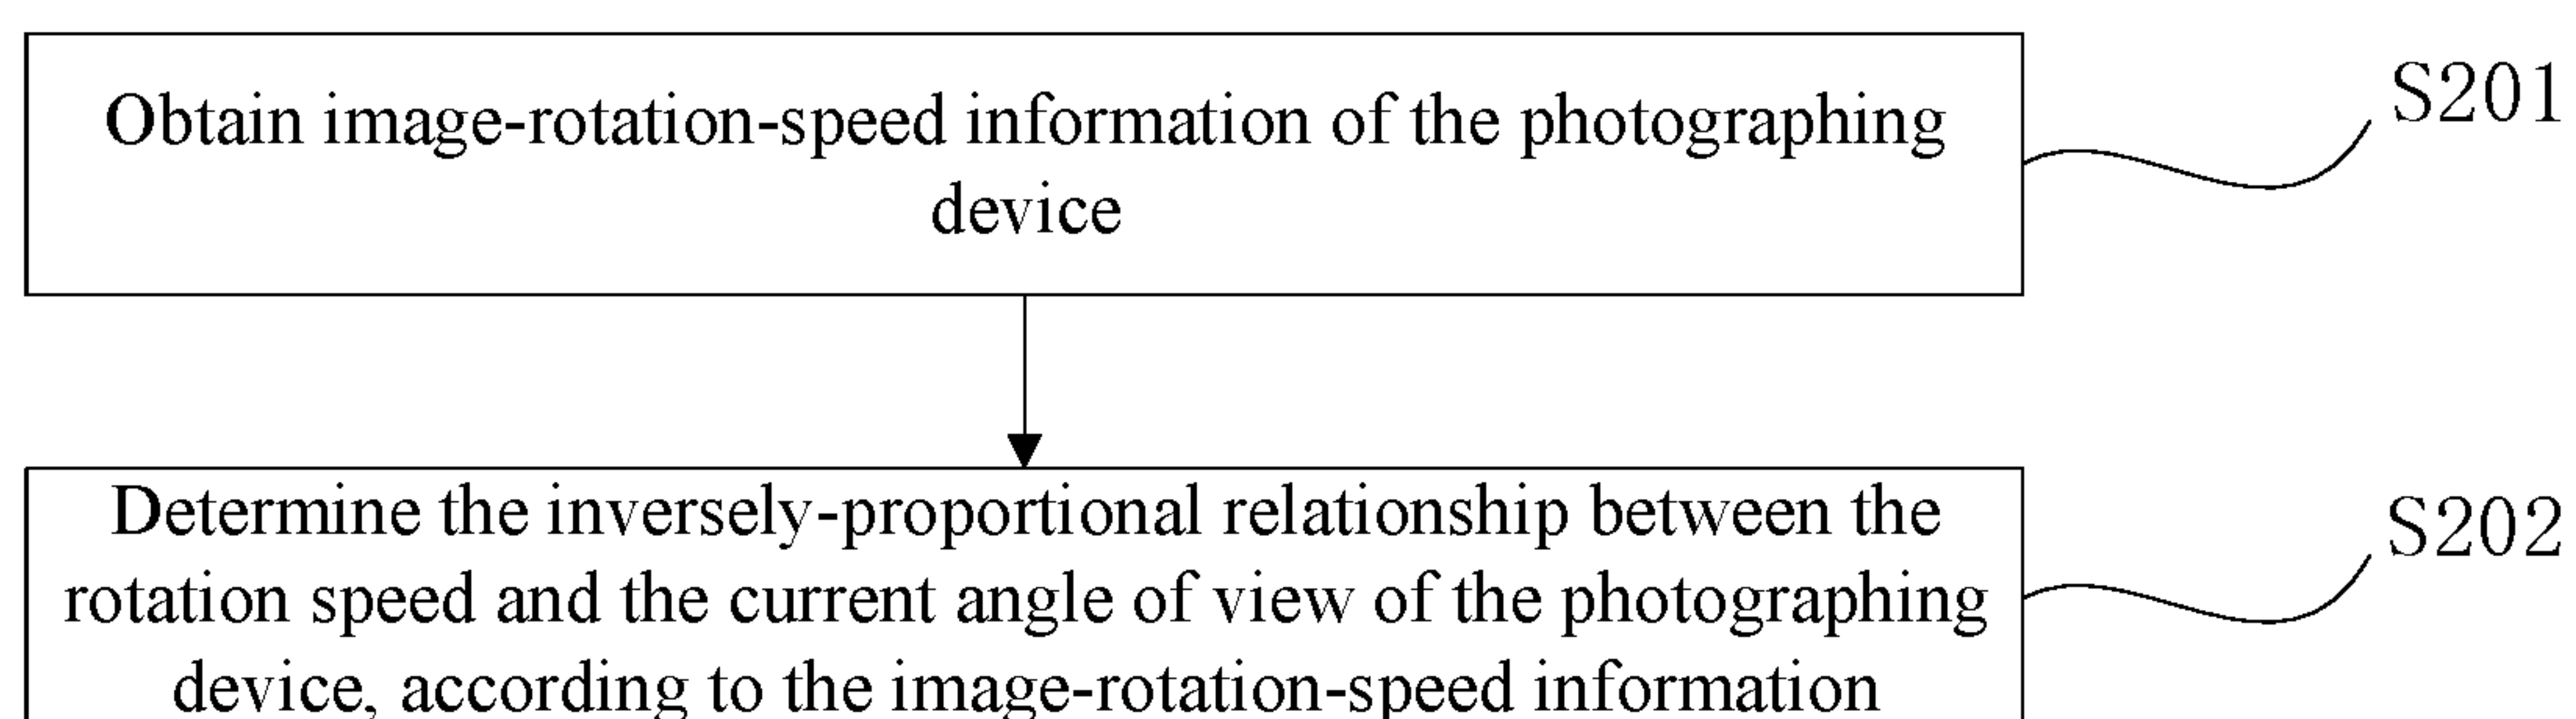 Obtain image-rotation-speed information of the photographing
device
S201
Determine the inversely-proportional relationship between the
rotation speed and the current angle of view of the photographing
device, according to the image-rotation-speed information
S202